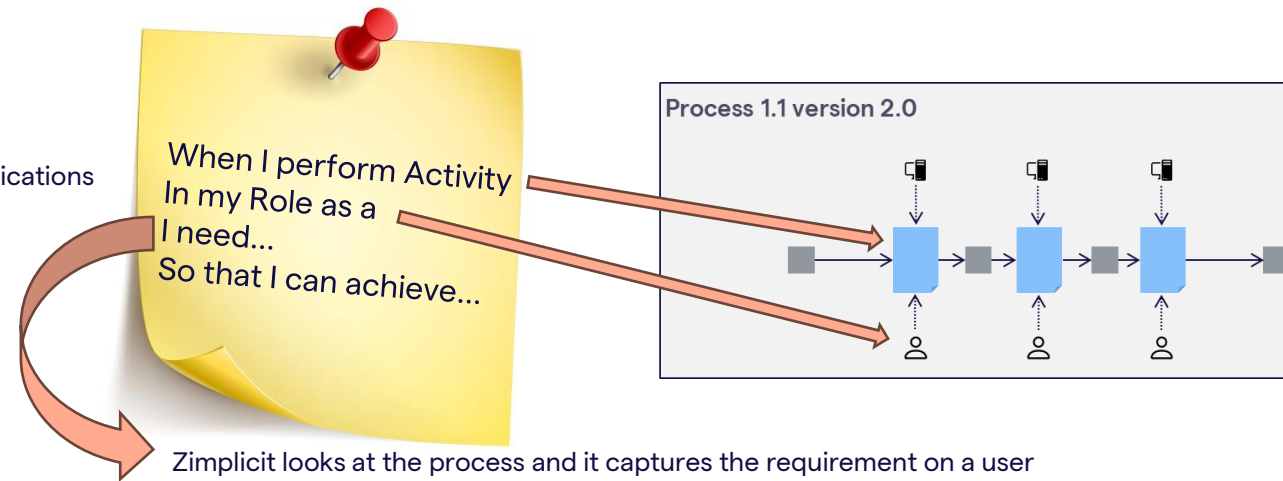 Process 1.1 version 2.0
ications
When I perform Activity
In my Role as a
I need...
So that I can achieve...
Zimplicit looks at the process and it captures the requirement on a user